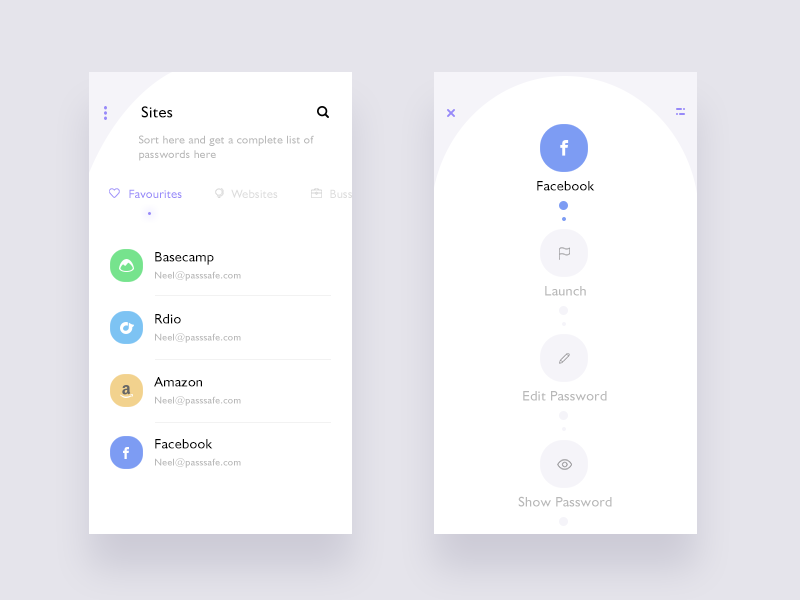 Sites
Sort here and get a complete list of
passwords here
Favourites
Websites
Buss
Basecamp
Neel@passsafe.com
Rdio
Neel@passsafe.com
a
Amazon
Neel@passsafe.com
f
Facebook
Neel@passsafe.com
f
Facebook
Launch
Edit Password
Show Password